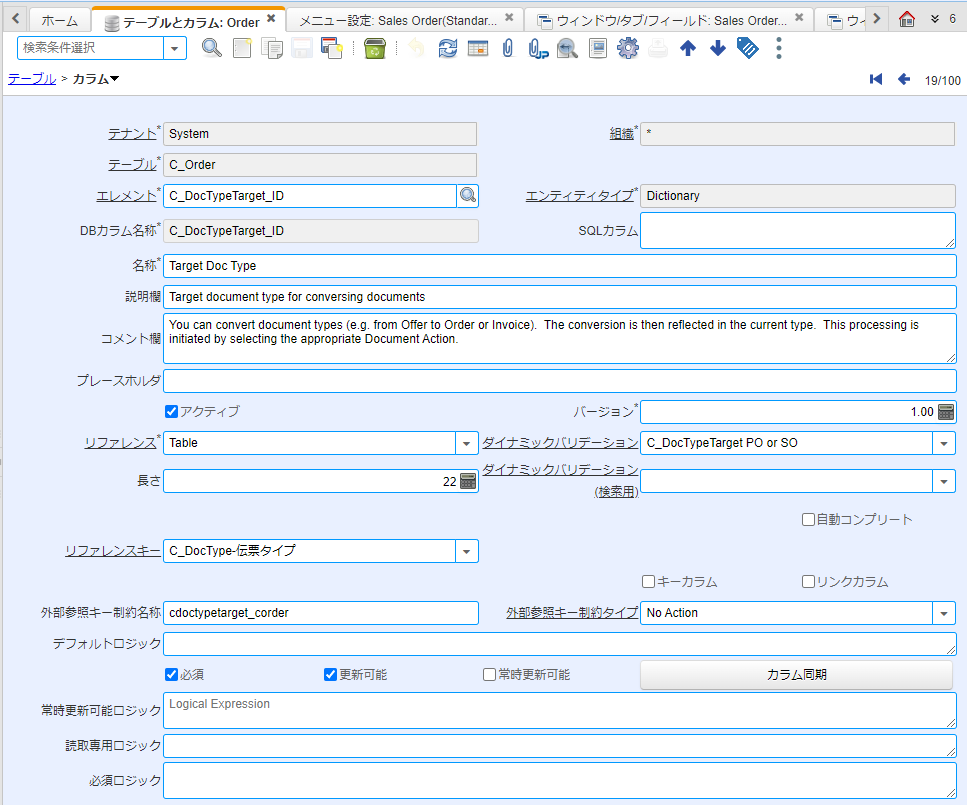 ホーム
テーブルとカラム: Order
メニュー設定: Sales Order(Standar...
ウィンドウ/タブ/フィールド: Sales Order...
ウィ
6
検索条件選択
テーブル > カラム
19/100
テナント* System
組織* *
テーブル* C_Order
エレメント* C_DocTypeTarget_ID
エンティティタイプ* Dictionary
DBカラム名称* C_DocTypeTarget_ID
SQLカラム
名称* Target Doc Type
説明欄 Target document type for conversing documents
コメント欄 You can convert document types (e.g. from Offer to Order or Invoice).  The conversion is then reflected in the current type.  This processing is
initiated by selecting the appropriate Document Action.
プレースホルダ
アクティブ
バージョン* 1.00
リファレンス* Table
ダイナミックバリデーション C_DocTypeTarget PO or SO
長さ 22
ダイナミックバリデーション
(検索用)
自動コンプリート
リファレンスキー C_DocType-伝票タイプ
キーカラム
リンクカラム
外部参照キー制約名称 cdoctypetarget_corder
外部参照キー制約タイプ No Action
デフォルトロジック
必須
更新可能
常時更新可能
カラム同期
常時更新可能ロジック Logical Expression
読取専用ロジック
必須ロジック